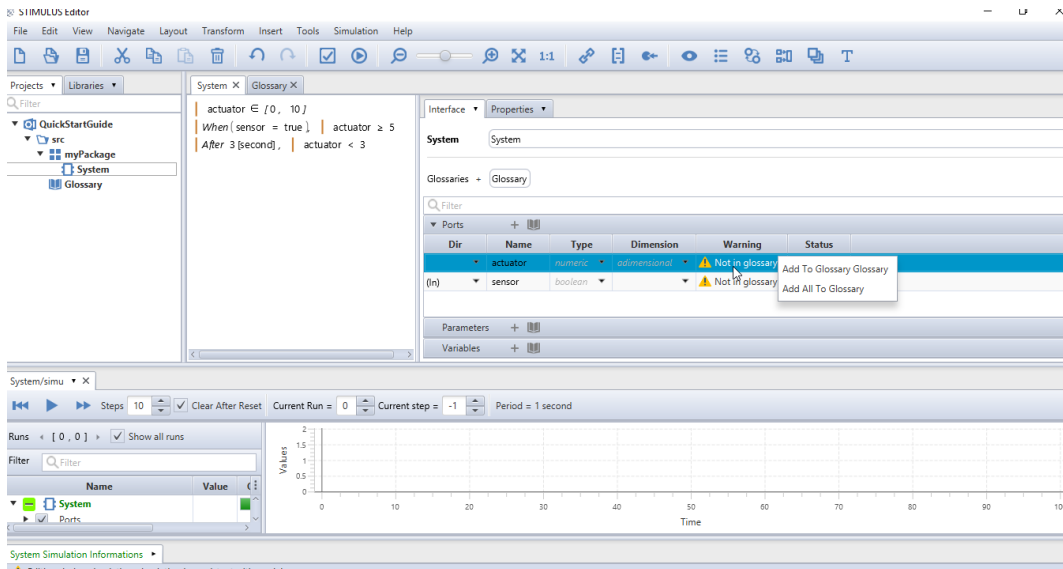 STIMULUS Editor
File Edit View Navigate Layout Transform Insert Tools Simulation Help
1:1 T
Projects Libraries
Filter
QuickStartGuide
src
myPackage
System
Glossary
System Glossary
actuator ∈ [0, 10]
When(sensor = true), actuator ≥ 5
After 3 [second], actuator < 3
Interface Properties
System System
Glossaries + Glossary
Filter
Ports +
Dir Name Type Dimension Warning Status
actuator numeric adimensional Not in glossary
(In) sensor boolean Not in glossary
Add To Glossary Glossary
Add All To Glossary
Parameters +
Variables +
System/simu
Steps 10 Clear After Reset Current Run = 0 Current step = -1 Period = 1 second
Runs [0,0] Show all runs
Filter Filter
Name Value
System
Ports
Values
2
1.5
1
0.5
0
0 10 20 30 40 50 60 70 80 90
Time
System Simulation Informations